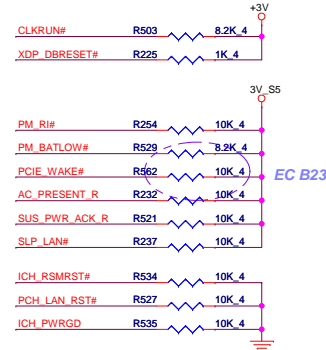 +3V
CLKRUN# R503 8.2K_4
XDP_DBRESET# R225 1K_4
3V_S5
PM_RI# R254 10K_4
PM_BATLOW# R529 8.2K_4
PCIE_WAKE# R562 10K_4
EC B23
AC_PRESENT_R R232 10K_4
SUS_PWR_ACK_R R521 10K_4
SLP_LAN# R237 10K_4
ICH_RSMRST# R534 10K_4
PCH_LAN_RST# R527 10K_4
ICH_PWRGD R535 10K_4